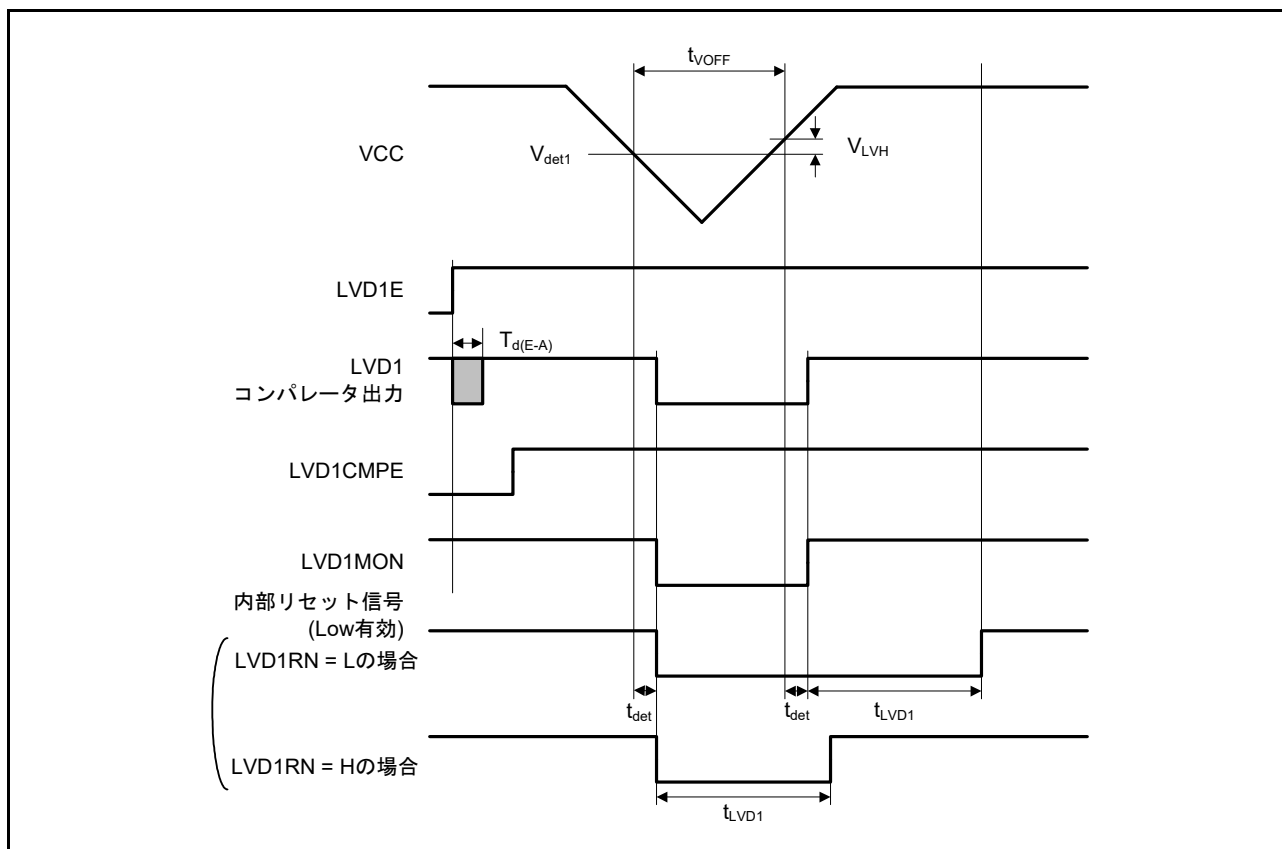 tVOFF
VCC
Vdet1
VLVH
LVD1E
Td(E-A)
LVD1
コンパレータ出力
LVD1CMPE
LVD1MON
内部リセット信号
(Low有効)
LVD1RN = Lの場合
tdet
tdet
tLVD1
LVD1RN = Hの場合
tLVD1